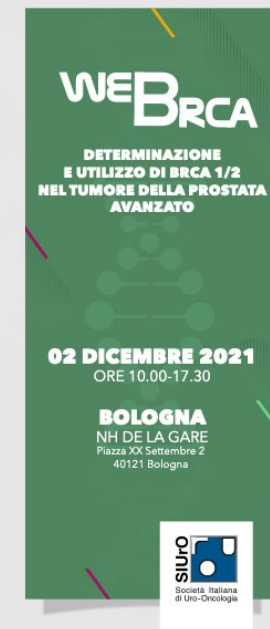 WEBRCA
DETERMINAZIONE
E UTILIZZO DI BRCA 1/2
NEL TUMORE DELLA PROSTATA
AVANZATO
02 DICEMBRE 2021
ORE 10.00-17.30
BOLOGNA
NH DE LA GARE
Piazza XX Settembre 2
40121 Bologna
SIUrO
Società Italiana
di Uro-Oncologia